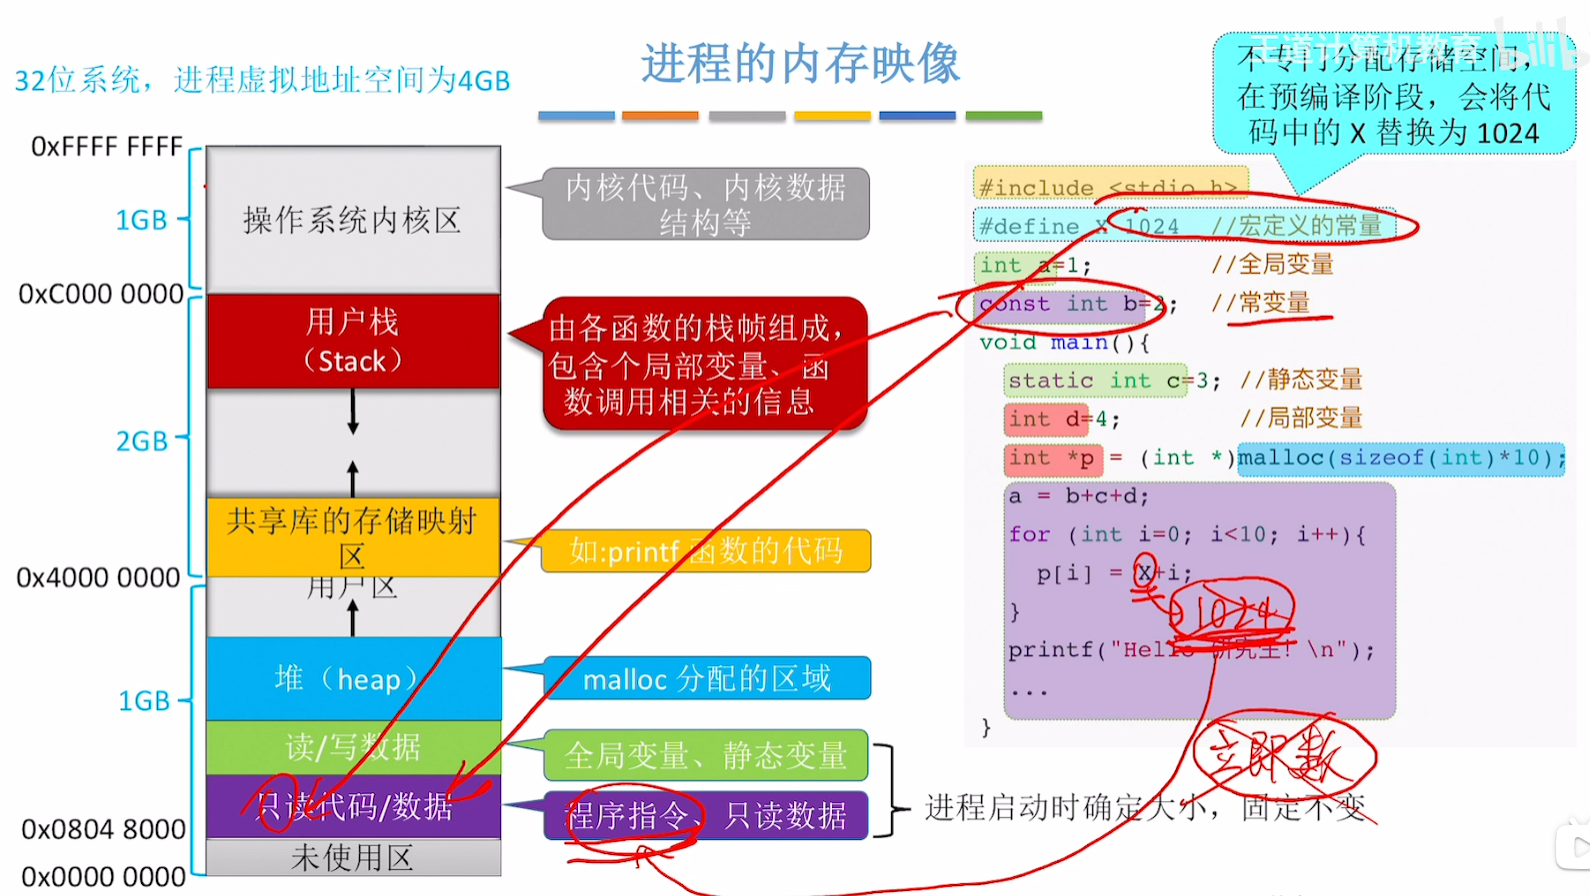 进程的内存映像
王道计算机教育
bilibili
32位系统，进程虚拟地址空间为4GB
不专门分配存储空间，
在预编译阶段，会将代
码中的 X 替换为 1024
0xFFFF FFFF
1GB
操作系统内核区
内核代码、内核数据
结构等
0xC000 0000
用户栈
（Stack）
由各函数的栈帧组成，
包含个局部变量、函
数调用相关的信息
2GB
共享库的存储映射
区
如:printf 函数的代码
0x4000 0000
用户区
堆（heap）
malloc 分配的区域
1GB
读/写数据
全局变量、静态变量
只读代码/数据
程序指令、只读数据
进程启动时确定大小，固定不变
0x0804 8000
未使用区
0x0000 0000
#include <stdio.h>
#define X 1024 //宏定义的常量
int a=1; //全局变量
const int b=2; //常变量
void main(){
static int c=3; //静态变量
int d=4; //局部变量
int *p = (int *)malloc(sizeof(int)*10);
a = b+c+d;
for (int i=0; i<10; i++){
p[i] = X+i;
1024
}
printf("Hello 研究生! \n");
...
}
立即数